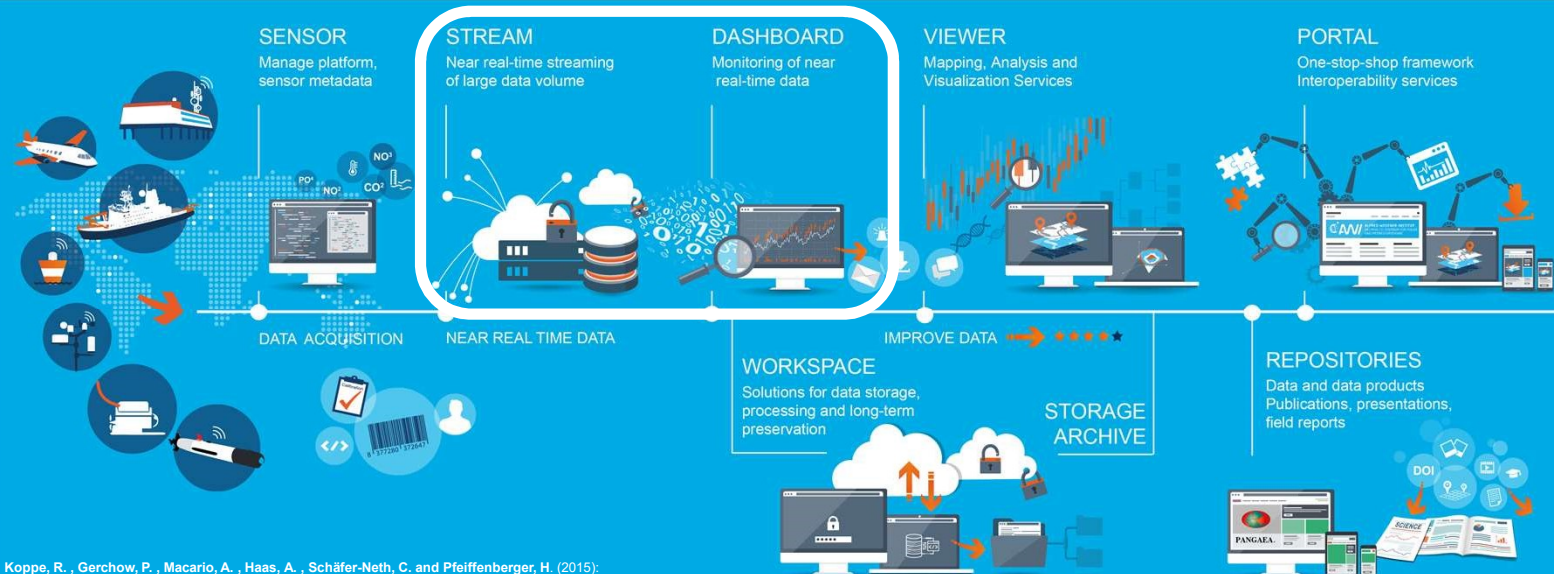 SENSOR
Manage platform,
sensor metadata
STREAM
Near real-time streaming
of large data volume
DASHBOARD
Monitoring of near
real-time data
VIEWER
Mapping, Analysis and
Visualization Services
PORTAL
One-stop-shop framework
Interoperability services
PO⁴
NO²
NO³
CO²
AWI
DATA ACQUISITION
NEAR REAL TIME DATA
IMPROVE DATA
WORKSPACE
Solutions for data storage,
processing and long-term
preservation
STORAGE
ARCHIVE
REPOSITORIES
Data and data products
Publications, presentations,
field reports
8 377280 372647
</>
DOI
SCIENCE
PANGAEA.
Koppe, R. , Gerchow, P. , Macario, A. , Haas, A. , Schäfer-Neth, C. and Pfeiffenberger, H. (2015):